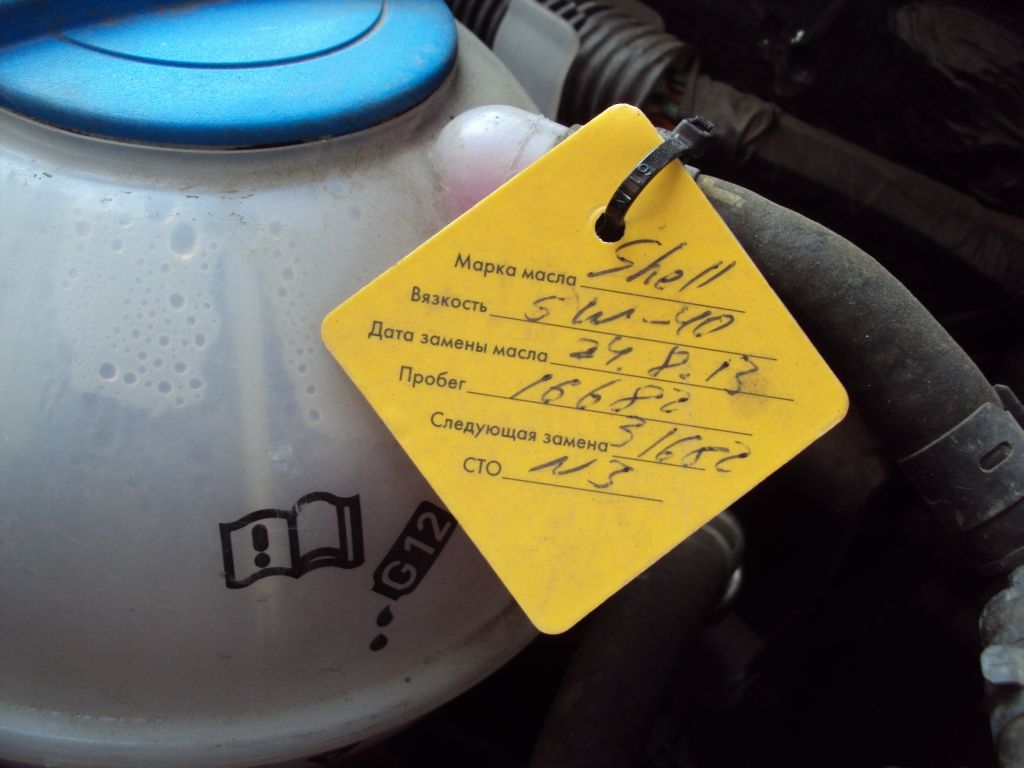 Марка масла Shell
Вязкость 5W-40
Дата замены масла 24.8.13
Пробег 16682
Следующая замена 31682
СТО N3
G12